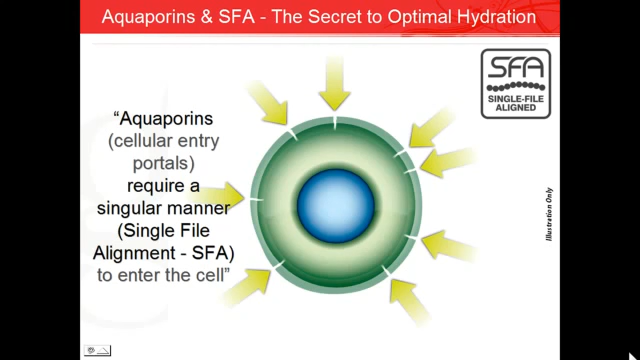 Aquaporins & SFA - The Secret to Optimal Hydration
SFA
SINGLE-FILE
ALIGNED
“Aquaporins
(cellular entry
portals)
require a
singular manner
(Single File
Alignment - SFA)
to enter the cell”
Illustration Only